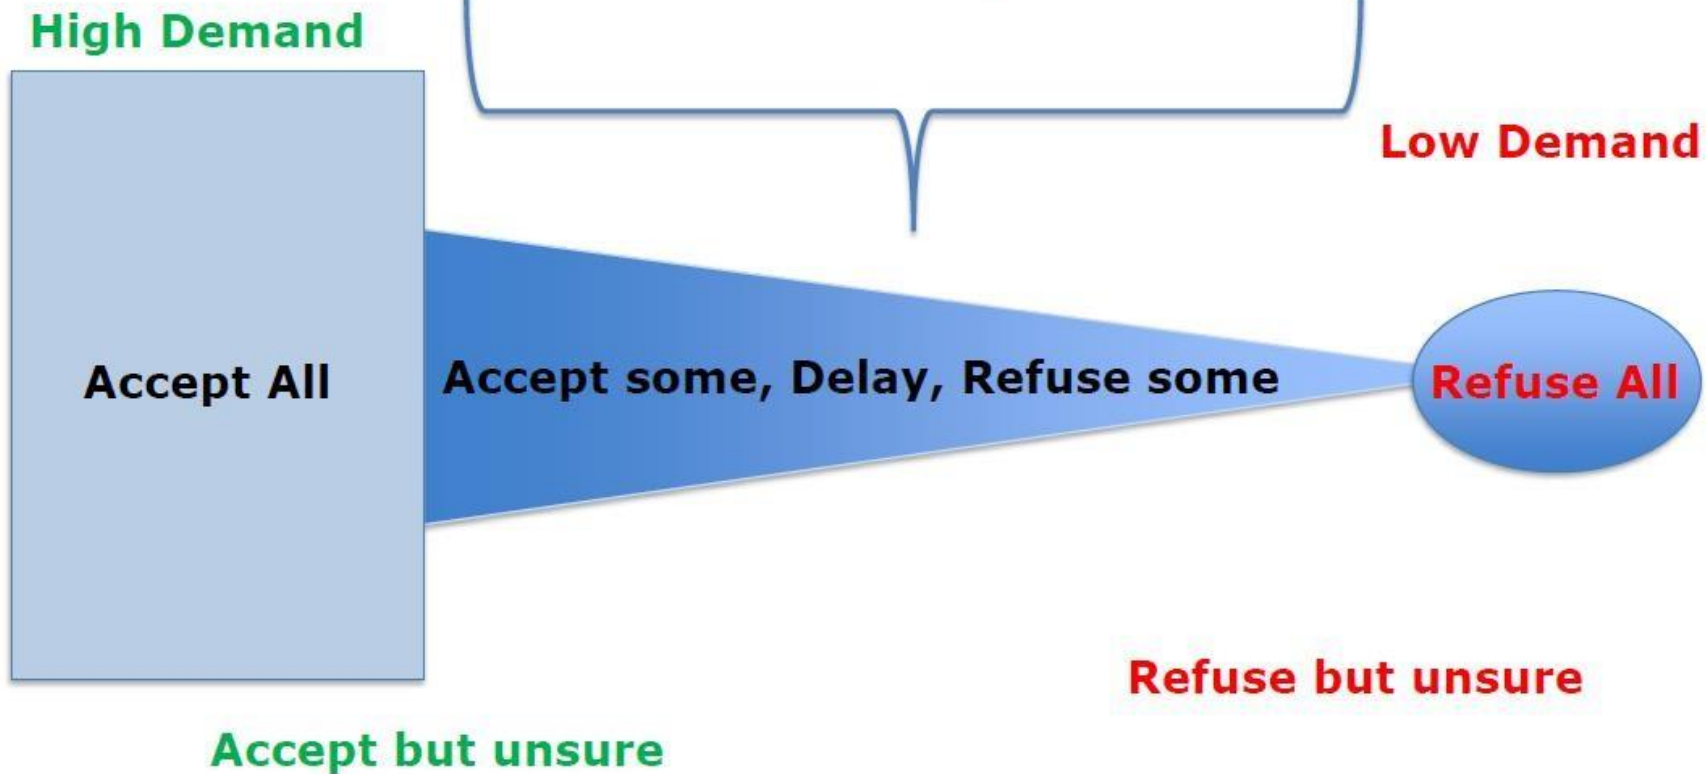 High Demand
Low Demand
Accept All
Accept some, Delay, Refuse some
Refuse All
Refuse but unsure
Accept but unsure